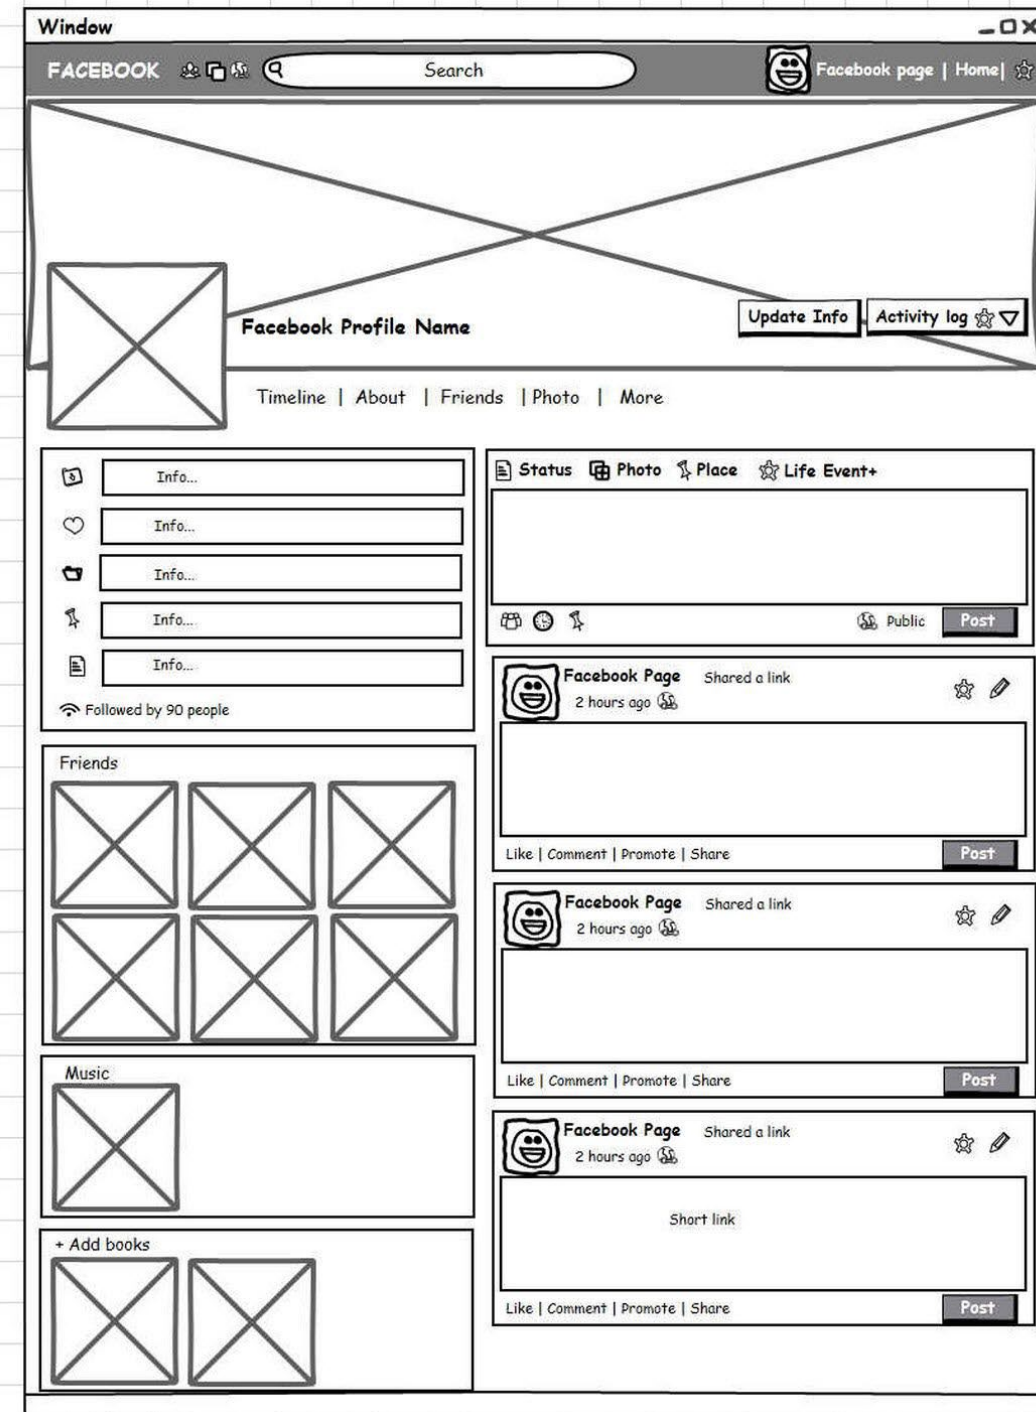 Window
FACEBOOK
Search
Facebook page | Home|
Facebook Profile Name
Update Info
Activity log
Timeline | About | Friends | Photo | More
Info...
Info...
Info...
Info...
Info...
Followed by 90 people
Friends
Music
+ Add books
Status Photo Place Life Event+
Public Post
Facebook Page Shared a link
2 hours ago
Like | Comment | Promote | Share Post
Facebook Page Shared a link
2 hours ago
Like | Comment | Promote | Share Post
Facebook Page Shared a link
2 hours ago
Short link
Like | Comment | Promote | Share Post